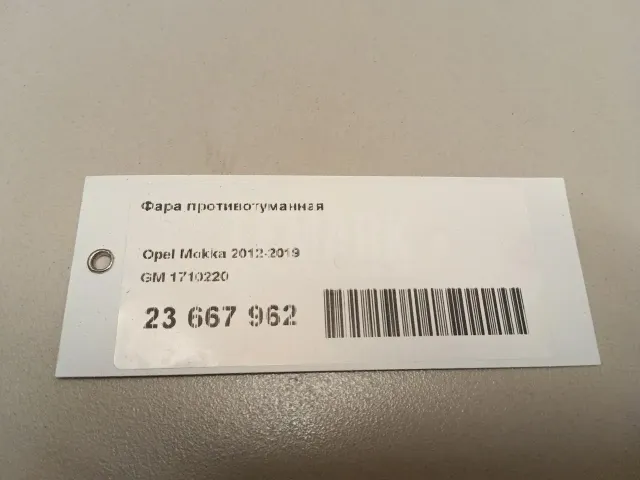 Фара противотуманная
Opel Mokka 2012-2019
GM 1710220
23 667 962